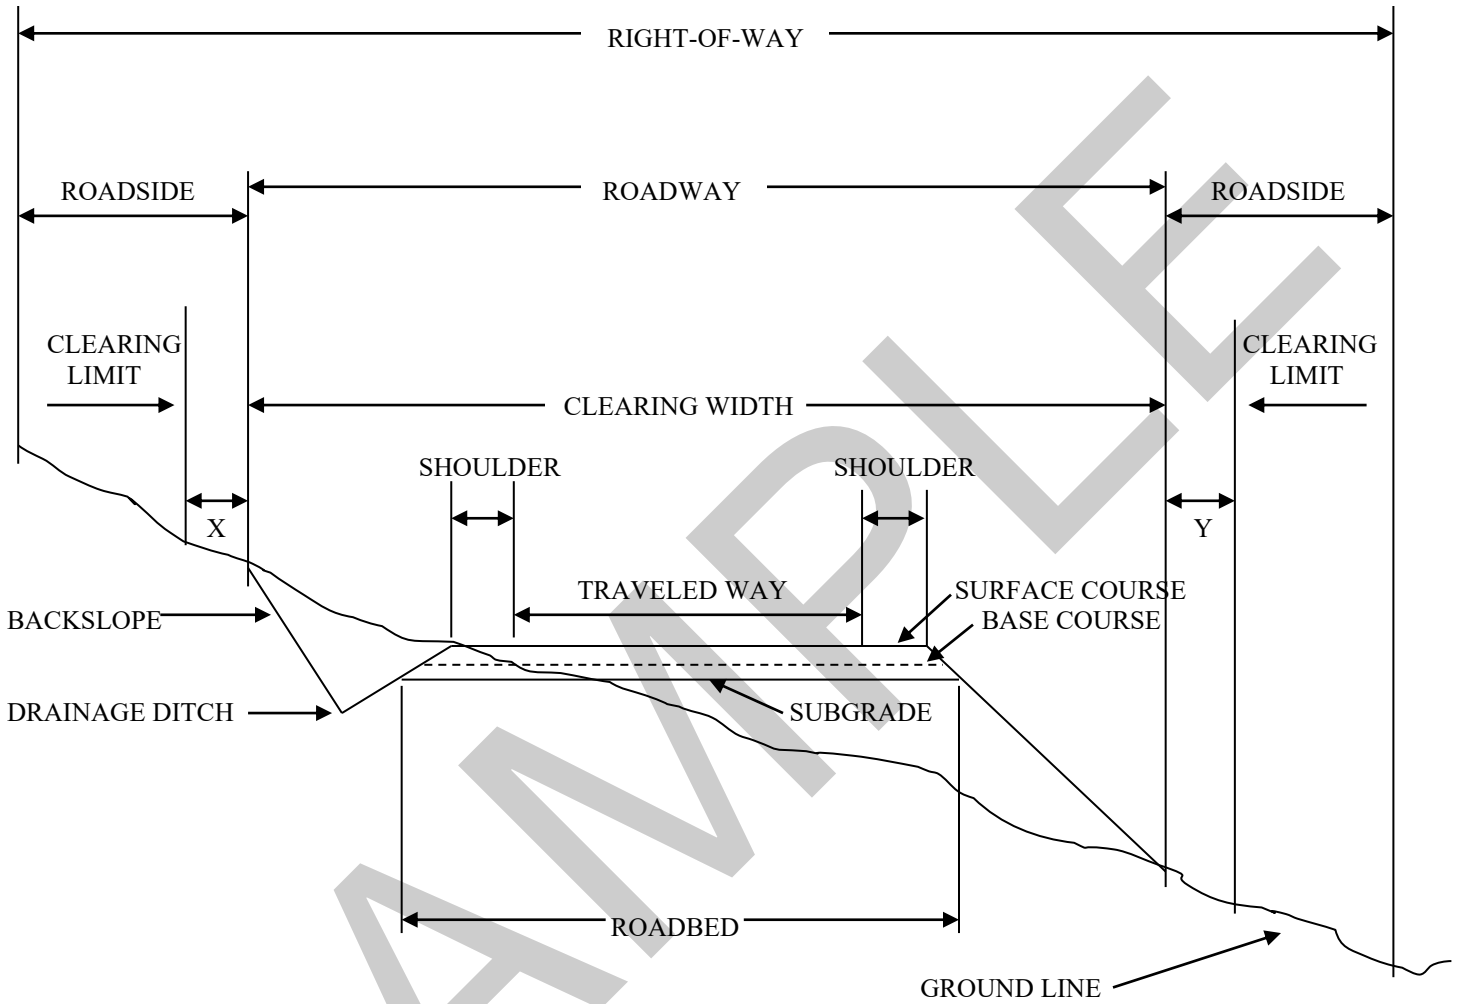 RIGHT-OF-WAY
ROADSIDE
ROADWAY
ROADSIDE
CLEARING
LIMIT
CLEARING
LIMIT
CLEARING WIDTH
SHOULDER
SHOULDER
X
Y
TRAVELED WAY
SURFACE COURSE
BASE COURSE
BACKSLOPE
DRAINAGE DITCH
SUBGRADE
ROADBED
GROUND LINE
AMPLE